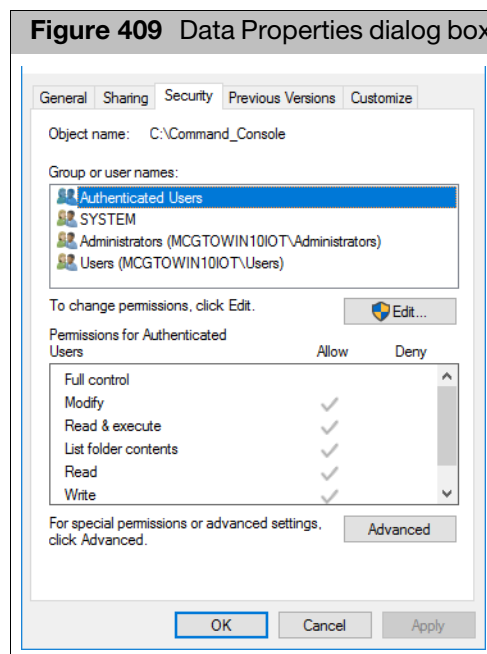 Figure 409 Data Properties dialog box
General Sharing Security Previous Versions Customize
Object name: C:\Command_Console
Group or user names:
Authenticated Users
SYSTEM
Administrators (MCGTOWIN10IOT\Administrators)
Users (MCGTOWIN10IOT\Users)
To change permissions, click Edit. Edit...
Permissions for Authenticated
Users Allow Deny
Full control
Modify
Read & execute
List folder contents
Read
Write
For special permissions or advanced settings,
click Advanced. Advanced
OK Cancel Apply